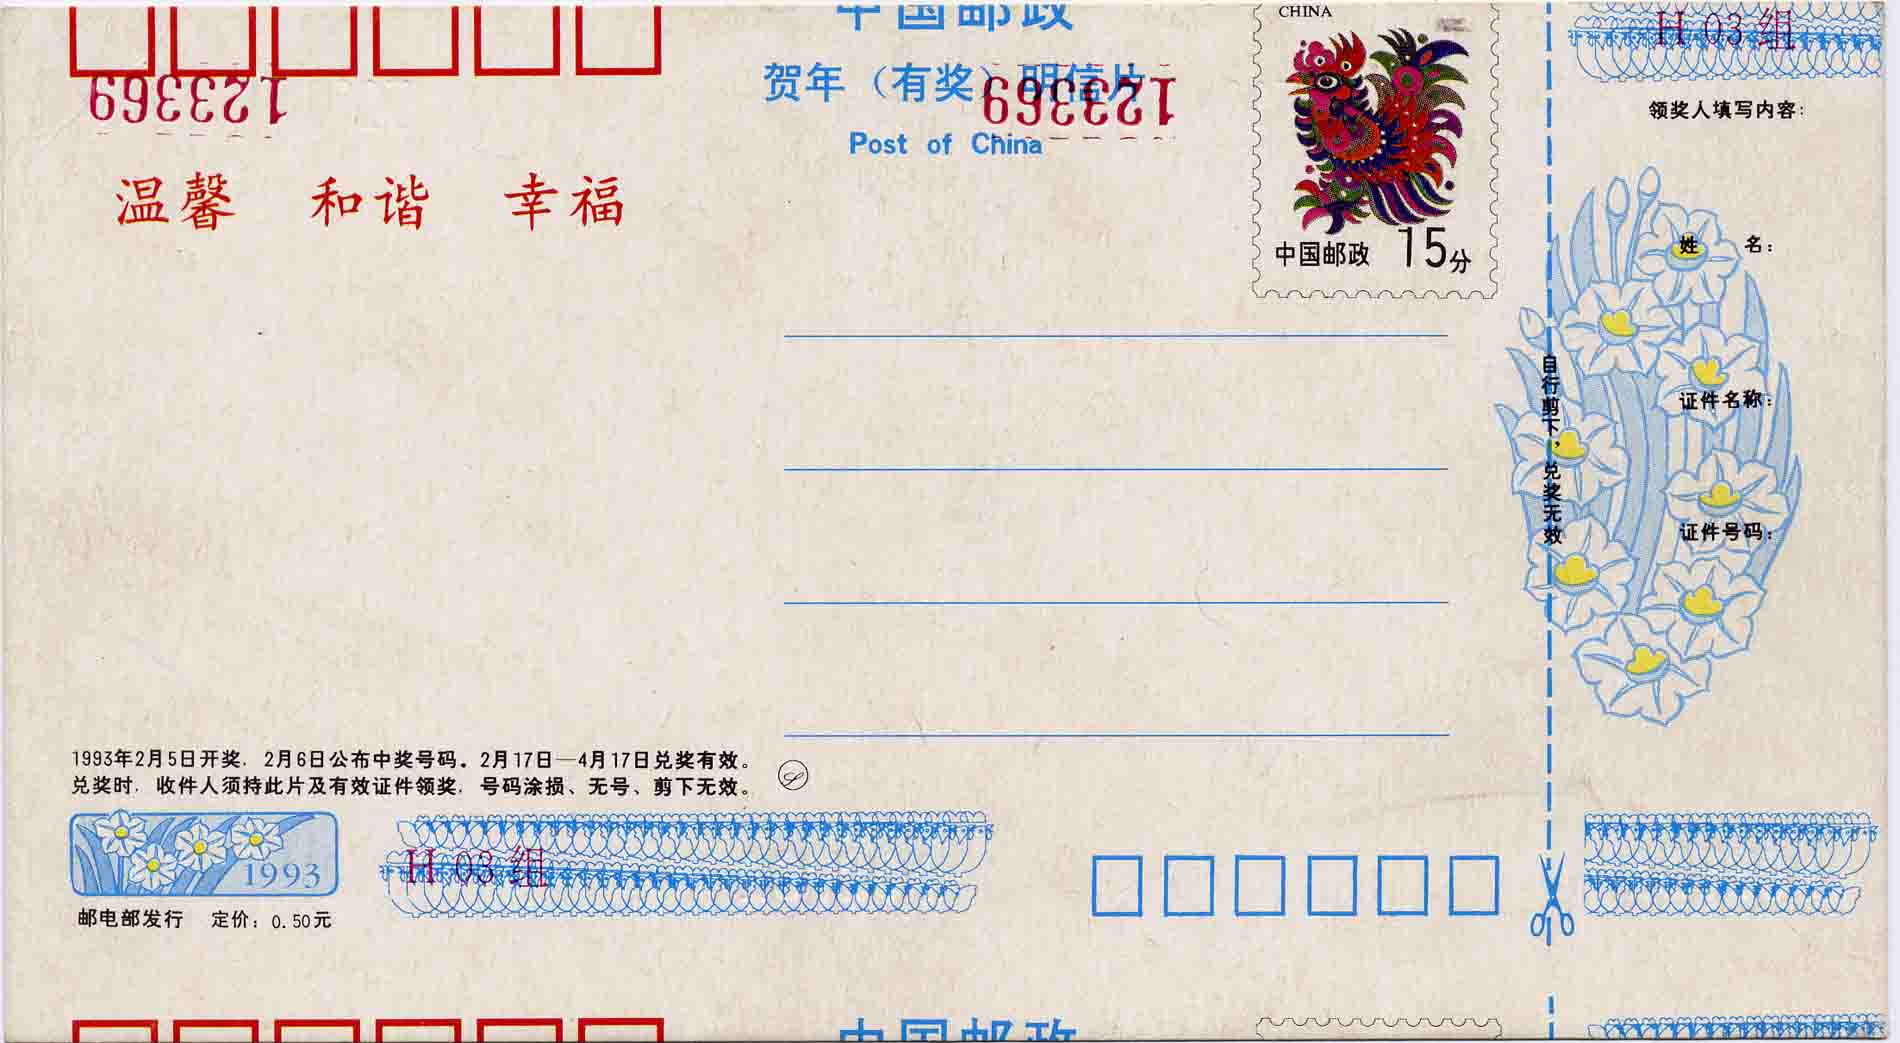 中国邮政
CHINA
H 03 组
贺年（有奖）明信片
123369
123369
Post of China
领奖人填写内容:
温馨 和谐 幸福
中国邮政 15分
姓 名:
证件名称:
自行剪下，兑奖无效
证件号码:
1993年2月5日开奖，2月6日公布中奖号码。2月17日—4月17日兑奖有效。
兑奖时，收件人须持此片及有效证件领奖，号码涂损、无号、剪下无效。
1993
H 03 组
邮电部发行 定价: 0.50元
中国邮政